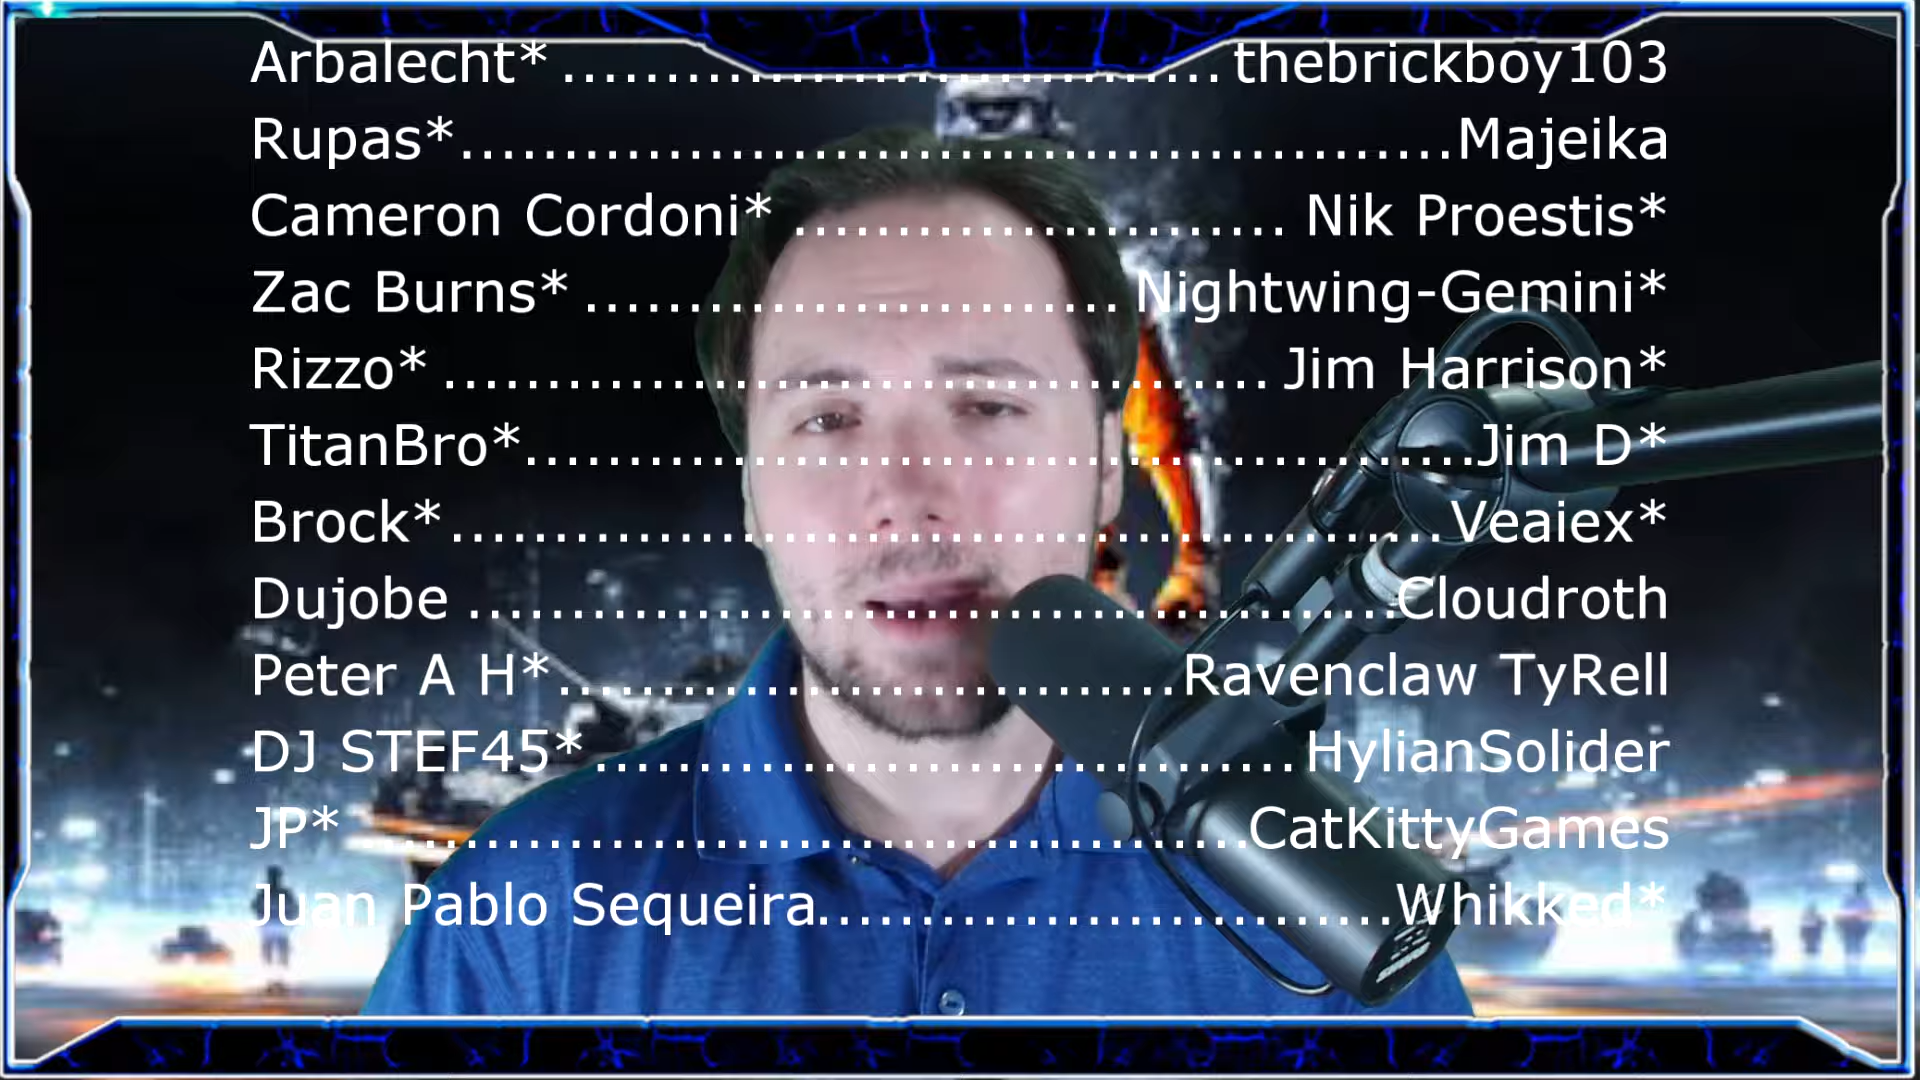 Arbalecht* ................................ thebrickboy103
Rupas*................................................Majeika
Cameron Cordoni* ........................ Nik Proestis*
Zac Burns* .......................... Nightwing-Gemini*
Rizzo* ........................................ Jim Harrison*
TitanBro*..............................................Jim D*
Brock* ................................................Veaiex*
Dujobe .............................................Cloudroth
Peter A H*..............................Ravenclaw TyRell
DJ STEF45* ..................................HylianSolider
JP* ...........................................CatKittyGames
Juan Pablo Sequeira............................Whikked*